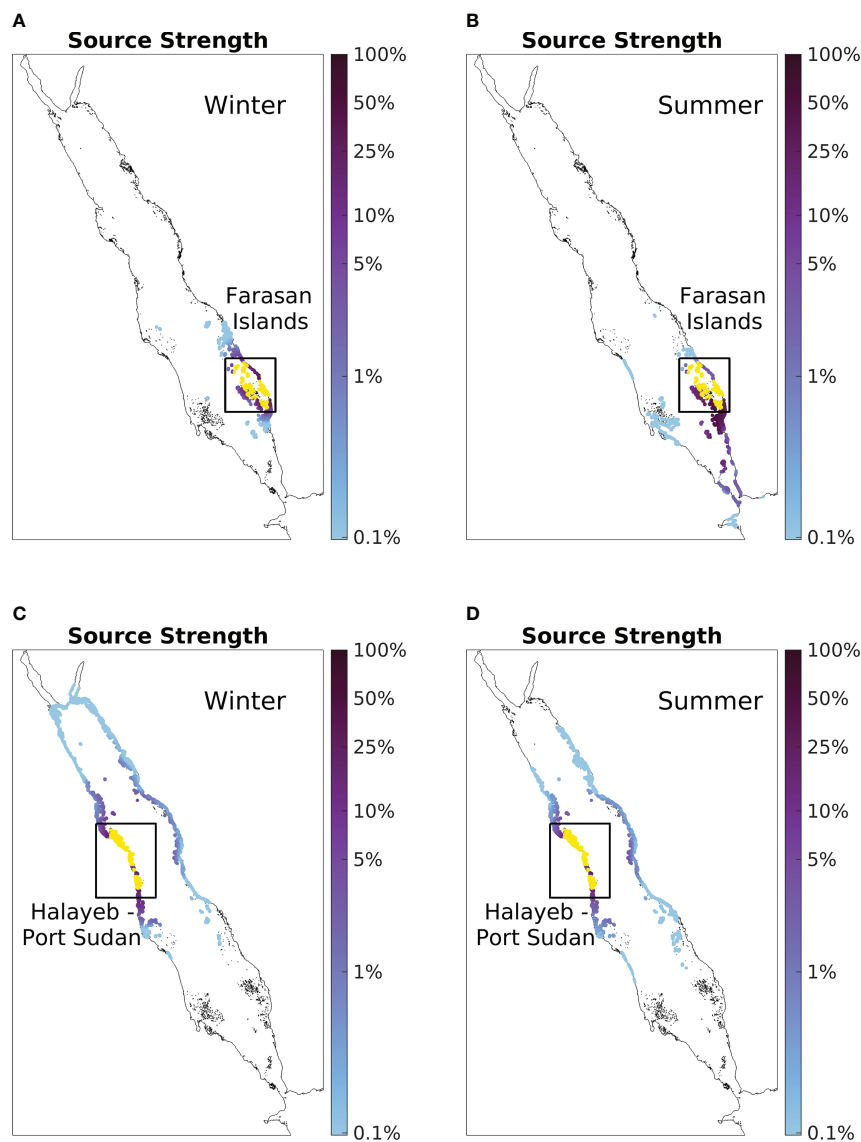 A
Source Strength
Winter
Farasan
Islands
100%
50%
25%
10%
5%
1%
0.1%
B
Source Strength
Summer
Farasan
Islands
100%
50%
25%
10%
5%
1%
0.1%
C
Source Strength
Winter
Halayeb -
Port Sudan
100%
50%
25%
10%
5%
1%
0.1%
D
Source Strength
Summer
Halayeb -
Port Sudan
100%
50%
25%
10%
5%
1%
0.1%